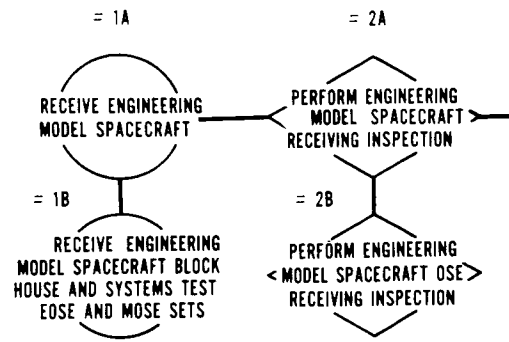 = 1A
RECEIVE ENGINEERING
MODEL SPACECRAFT
= 2A
PERFORM ENGINEERING
MODEL SPACECRAFT
RECEIVING INSPECTION
= 1B
RECEIVE ENGINEERING
MODEL SPACECRAFT BLOCK
HOUSE AND SYSTEMS TEST
EOSE AND MOSE SETS
= 2B
PERFORM ENGINEERING
MODEL SPACECRAFT OSE
RECEIVING INSPECTION